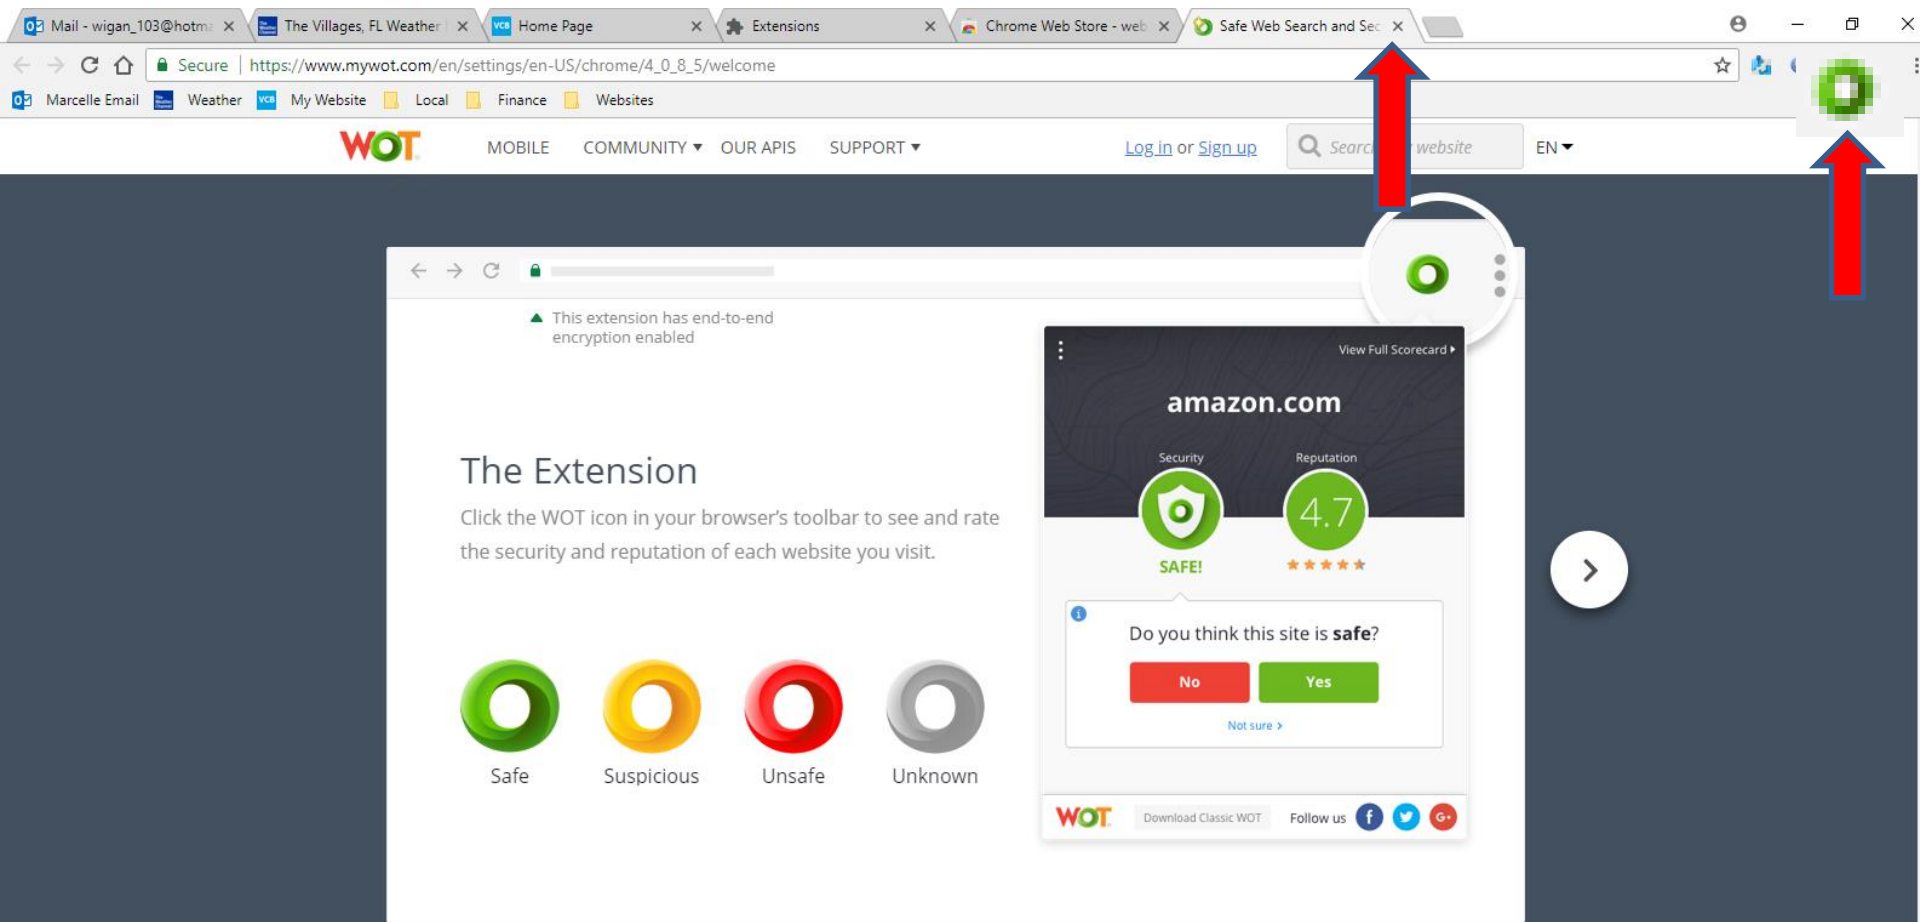 Mail - wigan_103@hotma
The Villages, FL Weather
Home Page
Extensions
Chrome Web Store - web
Safe Web Search and Sec
Secure | https://www.mywot.com/en/settings/en-US/chrome/4_0_8_5/welcome
Marcelle Email
Weather
My Website
Local
Finance
Websites
WOT
MOBILE
COMMUNITY
OUR APIS
SUPPORT
Log in or Sign up
website
EN
This extension has end-to-end
encryption enabled
View Full Scorecard
amazon.com
Security
Reputation
4.7
SAFE!
The Extension
Click the WOT icon in your browser's toolbar to see and rate
the security and reputation of each website you visit.
Do you think this site is safe?
No
Yes
Not sure >
Safe
Suspicious
Unsafe
Unknown
WOT
Download Classic WOT
Follow us